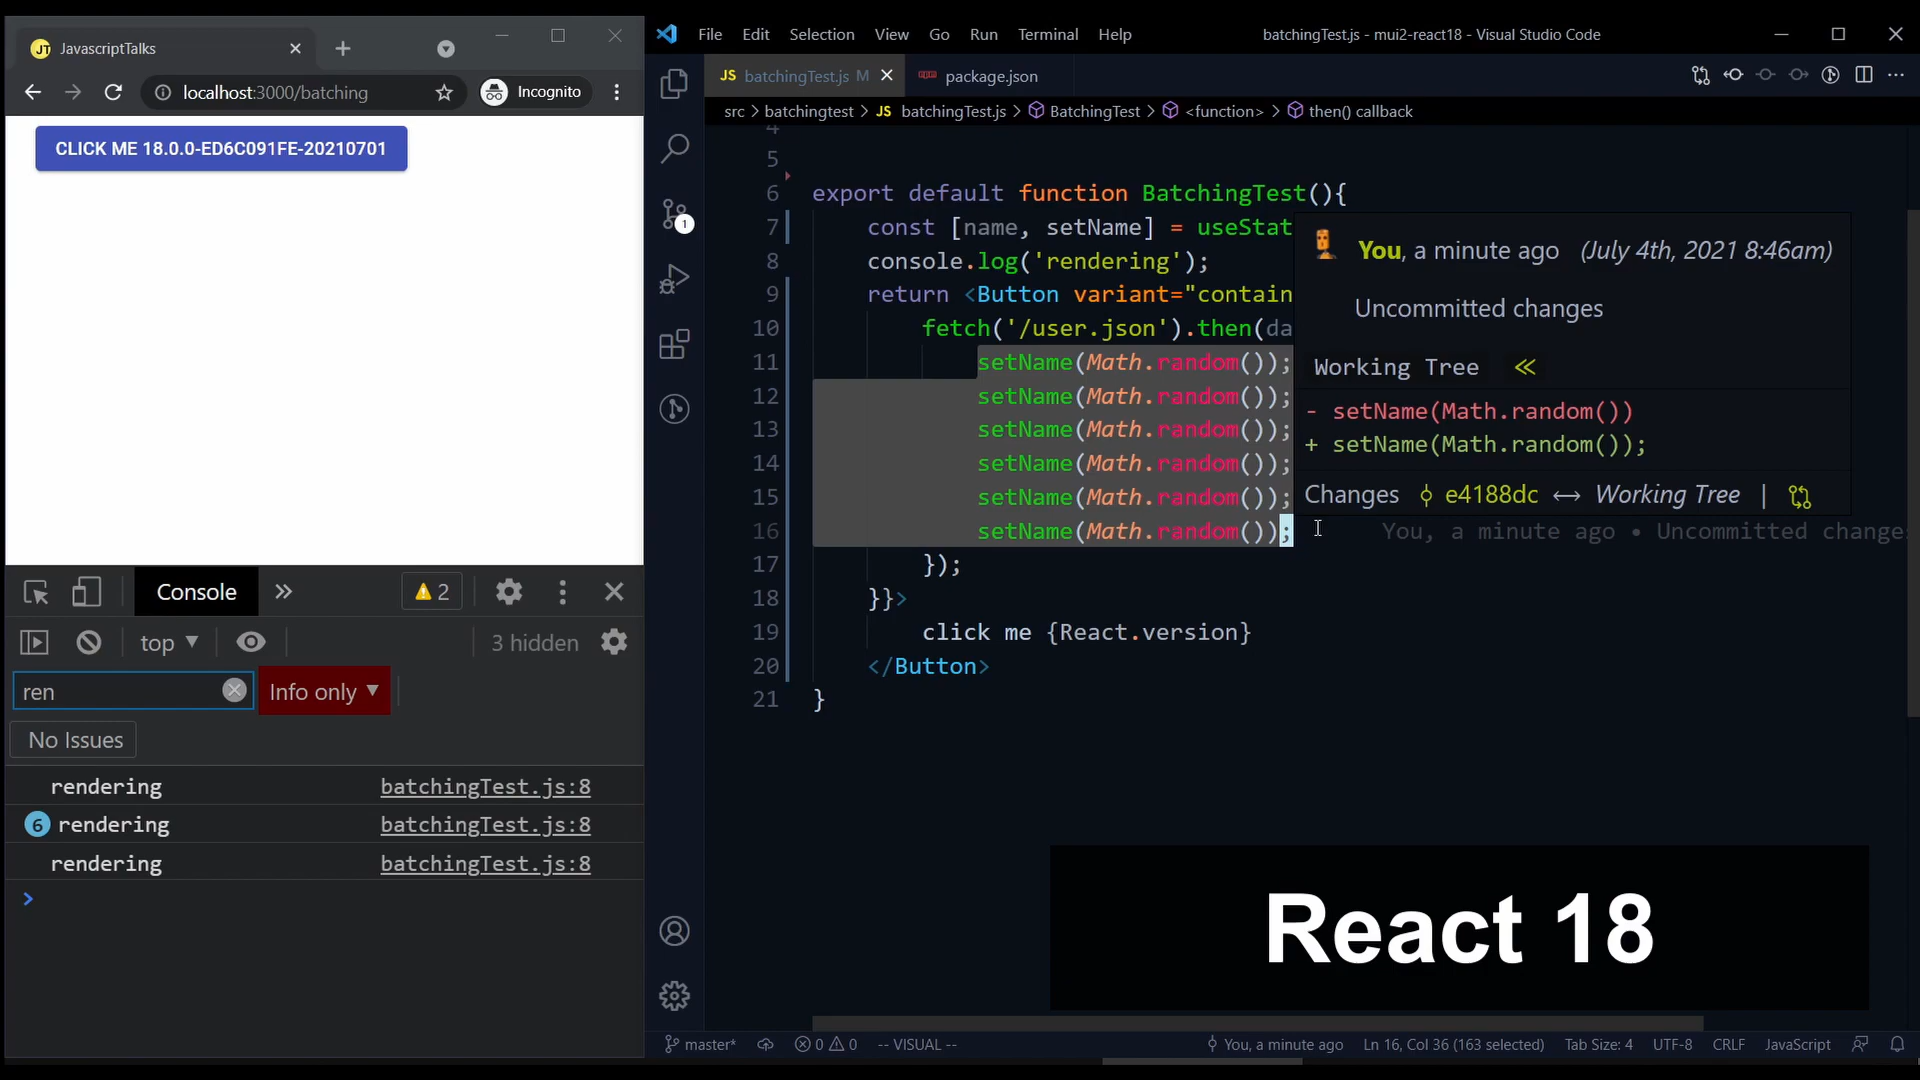 JT JavascriptTalks
localhost:3000/batching
Incognito
CLICK ME 18.0.0-ED6C091FE-20210701
Console
2
top
3 hidden
ren
Info only
No Issues
rendering batchingTest.js:8
6 rendering batchingTest.js:8
rendering batchingTest.js:8
>
File Edit Selection View Go Run Terminal Help
batchingTest.js - mui2-react18 - Visual Studio Code
JS batchingTest.js M
package.json
src > batchingtest > JS batchingTest.js > BatchingTest > <function> > then() callback
1
4
5
6 export default function BatchingTest(){
7 const [name, setName] = useStat
8 console.log('rendering');
9 return <Button variant="contain
10 fetch('/user.json').then(da
11 setName(Math.random());
12 setName(Math.random());
13 setName(Math.random());
14 setName(Math.random());
15 setName(Math.random());
16 setName(Math.random()); You, a minute ago • Uncommitted changes
17 });
18 }}>
19 click me {React.version}
20 </Button>
21 }
You, a minute ago (July 4th, 2021 8:46am)
Uncommitted changes
Working Tree «
- setName(Math.random())
+ setName(Math.random());
Changes e4188dc ↔ Working Tree |
React 18
master* 0 0 -- VISUAL -- You, a minute ago Ln 16, Col 36 (163 selected) Tab Size: 4 UTF-8 CRLF JavaScript